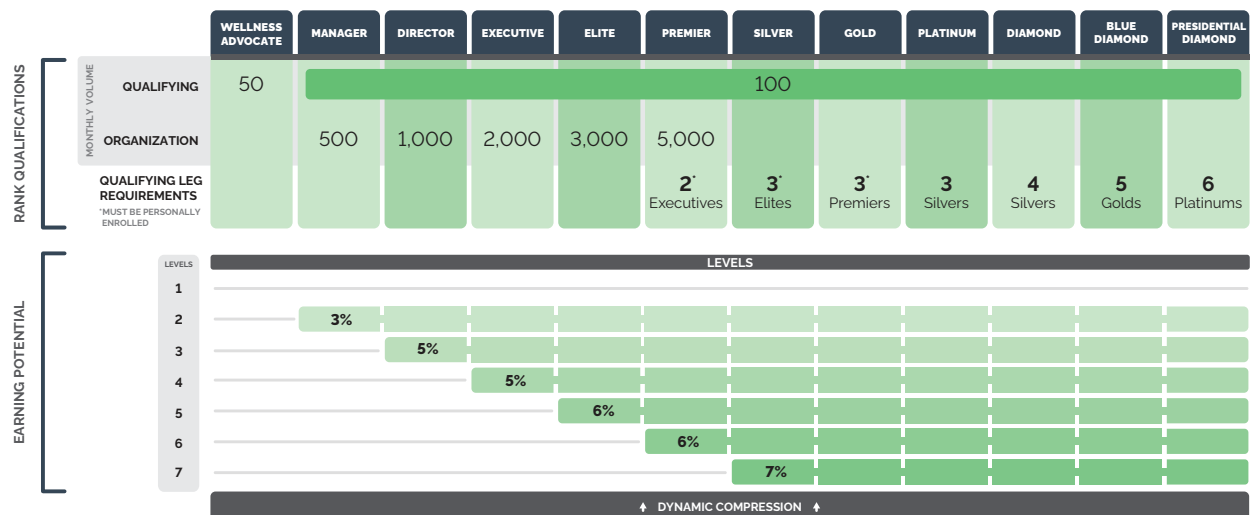 WELLNESS ADVOCATE MANAGER DIRECTOR EXECUTIVE ELITE PREMIER SILVER GOLD PLATINUM DIAMOND BLUE DIAMOND PRESIDENTIAL DIAMOND
RANK QUALIFICATIONS
MONTHLY VOLUME
QUALIFYING 50 100
ORGANIZATION 500 1,000 2,000 3,000 5,000
QUALIFYING LEG
REQUIREMENTS
*MUST BE PERSONALLY
ENROLLED
2* 3* 3* 3 4 5 6
Executives Elites Premiers Silvers Silvers Golds Platinums
EARNING POTENTIAL
LEVELS LEVELS
1
2 3%
3 5%
4 5%
5 6%
6 6%
7 7%
DYNAMIC COMPRESSION